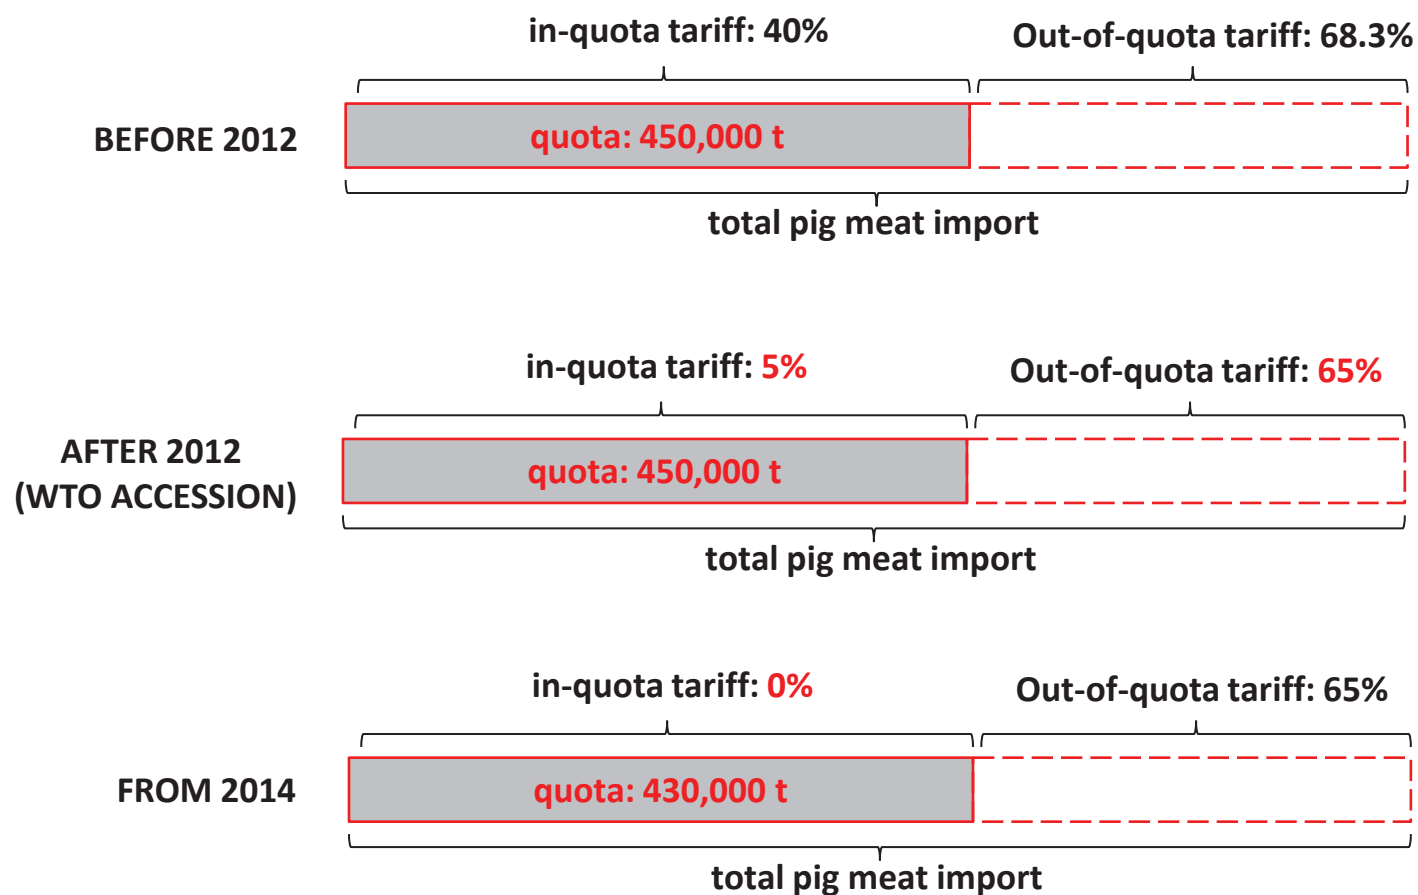 in-quota tariff: 40%
Out-of-quota tariff: 68.3%
BEFORE 2012
quota: 450,000 t
total pig meat import
in-quota tariff: 5%
Out-of-quota tariff: 65%
AFTER 2012
(WTO ACCESSION)
quota: 450,000 t
total pig meat import
in-quota tariff: 0%
Out-of-quota tariff: 65%
FROM 2014
quota: 430,000 t
total pig meat import